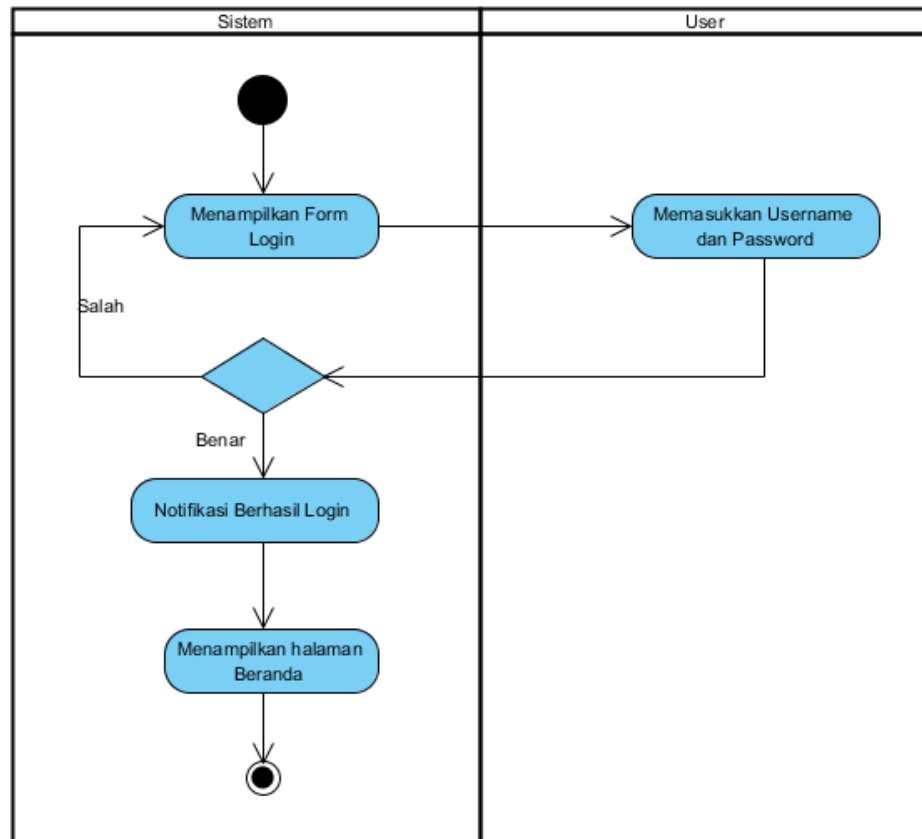 Sistem
User
Menampilkan Form
Login
Memasukkan Username
dan Password
Salah
Benar
Notifikasi Berhasil Login
Menampilkan halaman
Beranda